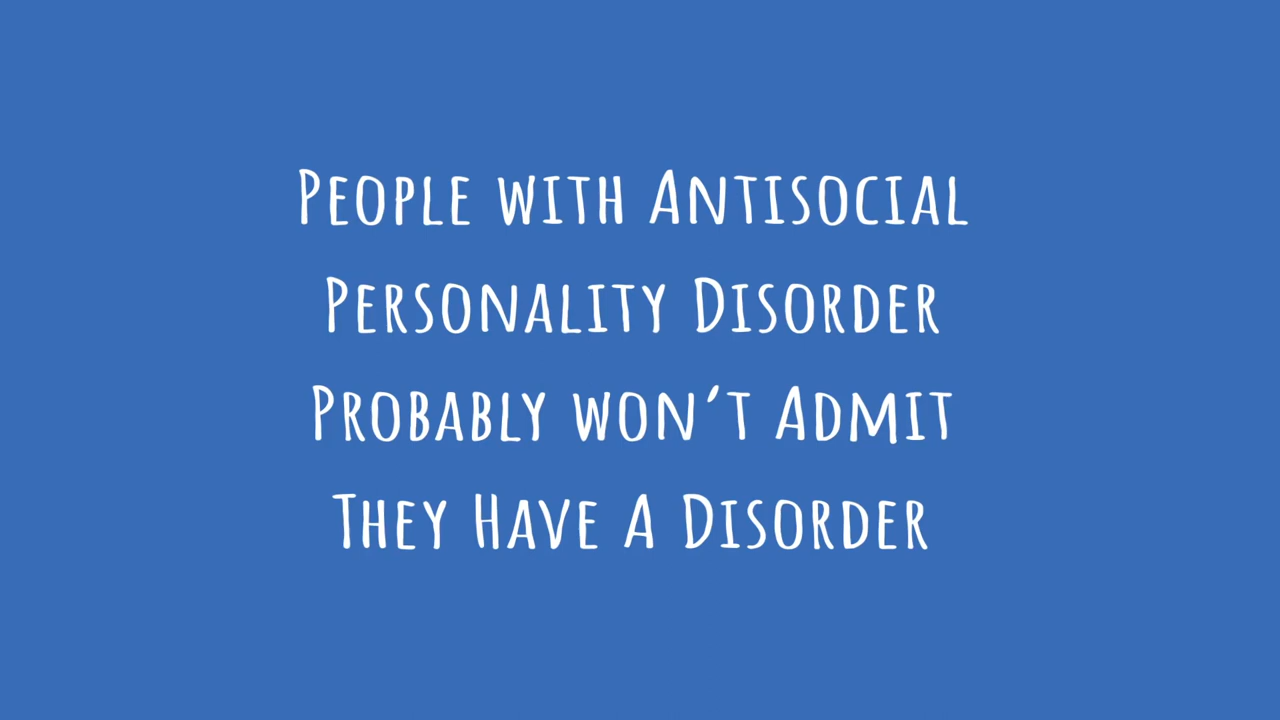 People with Antisocial
Personality Disorder
Probably won’t Admit
They Have A Disorder